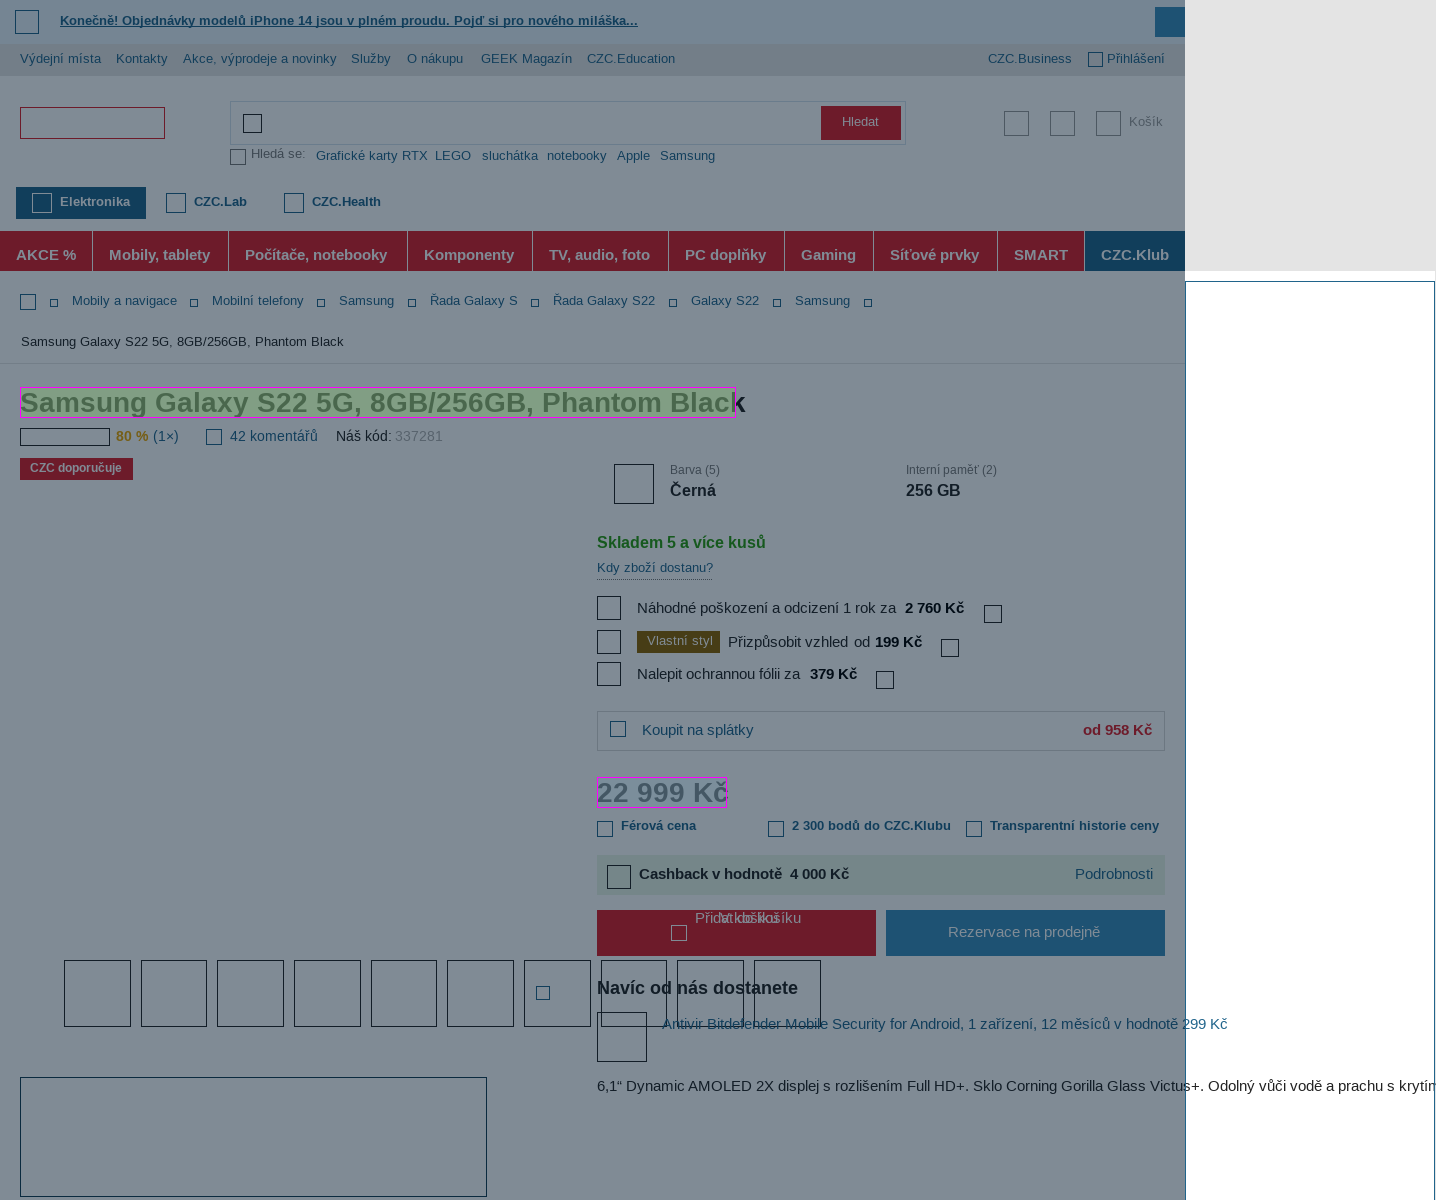 Konečně! Objednávky modelů iPhone 14 jsou v plném proudu. Pojď si pro nového miláška...
Výdejní místa Kontakty Akce, výprodeje a novinky Služby O nákupu GEEK Magazín CZC.Education CZC.Business Přihlášení
Hledat Košík
Hledá se: Grafické karty RTX LEGO sluchátka notebooky Apple Samsung
Elektronika CZC.Lab CZC.Health
AKCE % Mobily, tablety Počítače, notebooky Komponenty TV, audio, foto PC doplňky Gaming Síťové prvky SMART CZC.Klub
Mobily a navigace Mobilní telefony Samsung Řada Galaxy S Řada Galaxy S22 Galaxy S22 Samsung
Samsung Galaxy S22 5G, 8GB/256GB, Phantom Black
Samsung Galaxy S22 5G, 8GB/256GB, Phantom Black
80 % (1×) 42 komentářů Náš kód: 337281
CZC doporučuje
Barva (5) Interní paměť (2)
Černá 256 GB
Skladem 5 a více kusů
Kdy zboží dostanu?
Náhodné poškození a odcizení 1 rok za 2 760 Kč
Vlastní styl Přizpůsobit vzhled od 199 Kč
Nalepit ochrannou fólii za 379 Kč
Koupit na splátky od 958 Kč
22 999 Kč
Férová cena 2 300 bodů do CZC.Klubu Transparentní historie ceny
Cashback v hodnotě 4 000 Kč Podrobnosti
Přidat do košíku V košíku Rezervace na prodejně
Navíc od nás dostanete
Antivir Bitdefender Mobile Security for Android, 1 zařízení, 12 měsíců v hodnotě 299 Kč
6,1“ Dynamic AMOLED 2X displej s rozlišením Full HD+. Sklo Corning Gorilla Glass Victus+. Odolný vůči vodě a prachu s krytím